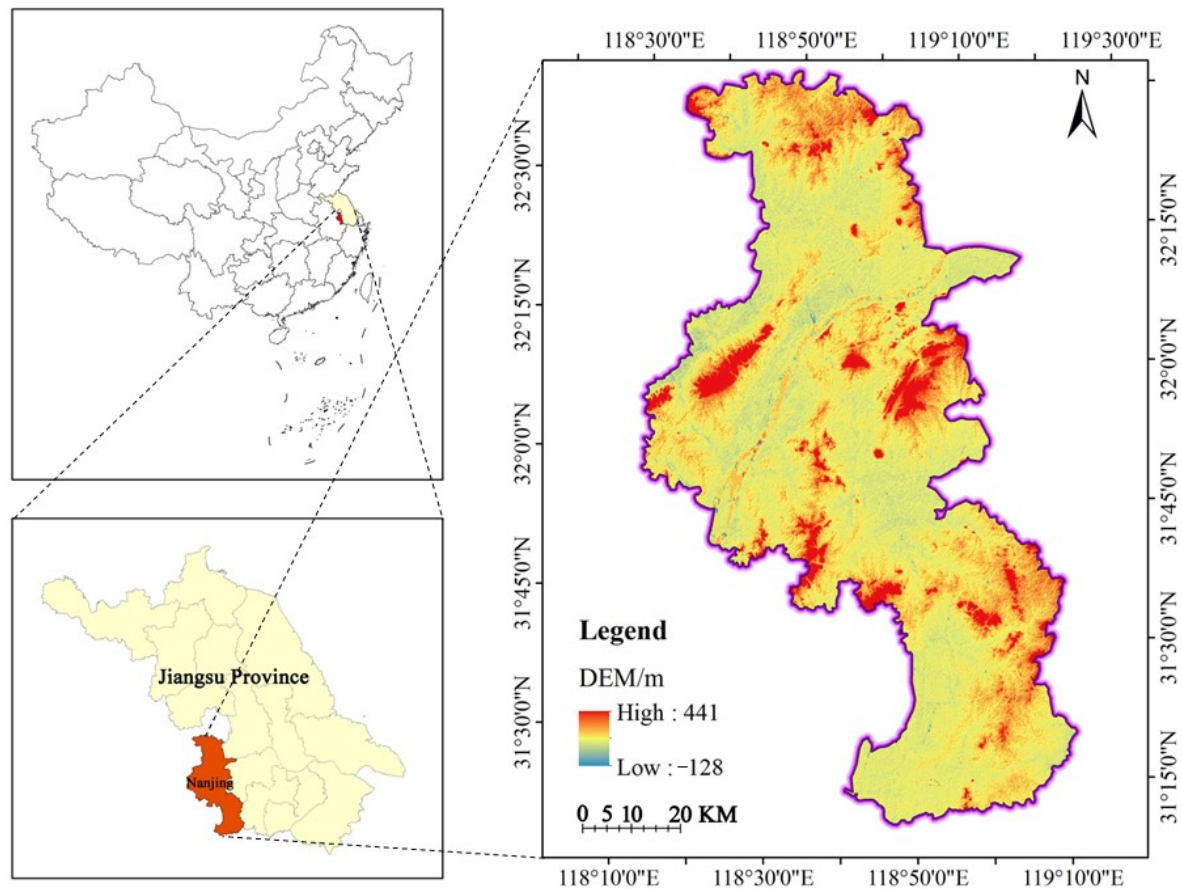 118°30'0"E 118°50'0"E 119°10'0"E 119°30'0"E
N
32°30'0"N
32°15'0"N
32°0'0"N
31°45'0"N
31°30'0"N
32°15'0"N
32°0'0"N
31°45'0"N
31°30'0"N
31°15'0"N
Jiangsu Province
Nanjing
Legend
DEM/m
High : 441
Low : −128
0 5 10 20 KM
118°10'0"E 118°30'0"E 118°50'0"E 119°10'0"E